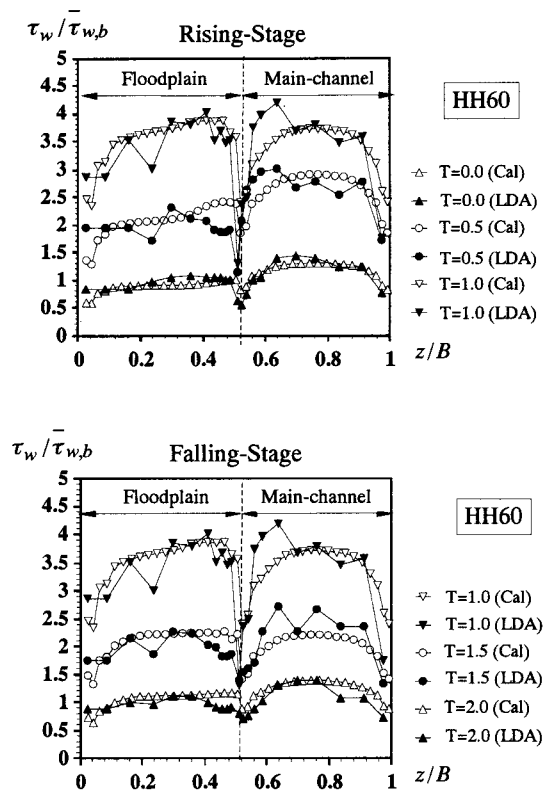 τ_w / τ̄_{w,b}
Rising-Stage
5
4.5
4
3.5
3
2.5
2
1.5
1
0.5
0
Floodplain
Main-channel
HH60
T=0.0 (Cal)
T=0.0 (LDA)
T=0.5 (Cal)
T=0.5 (LDA)
T=1.0 (Cal)
T=1.0 (LDA)
0 0.2 0.4 0.6 0.8 1
z/B
τ_w / τ̄_{w,b}
Falling-Stage
5
4.5
4
3.5
3
2.5
2
1.5
1
0.5
0
Floodplain
Main-channel
HH60
T=1.0 (Cal)
T=1.0 (LDA)
T=1.5 (Cal)
T=1.5 (LDA)
T=2.0 (Cal)
T=2.0 (LDA)
0 0.2 0.4 0.6 0.8 1
z/B